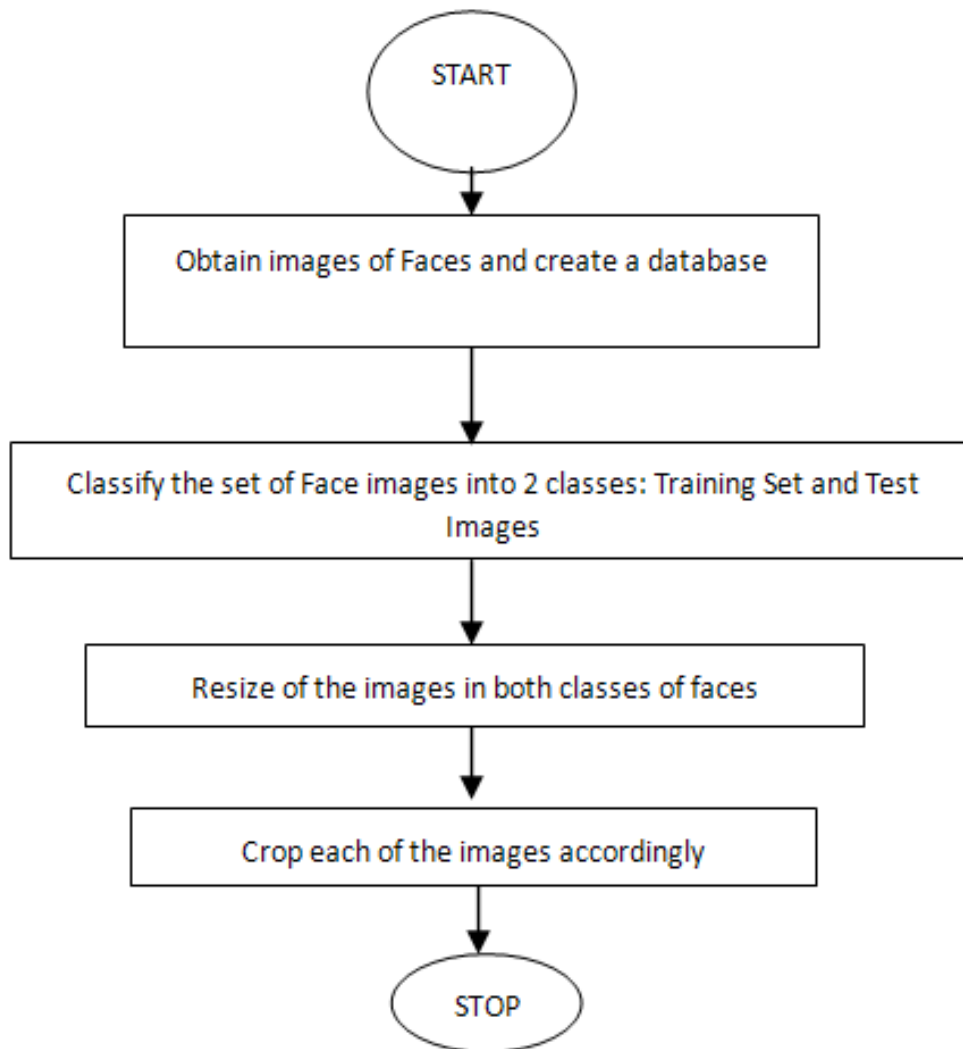 START
Obtain images of Faces and create a database
Classify the set of Face images into 2 classes: Training Set and Test
Images
Resize of the images in both classes of faces
Crop each of the images accordingly
STOP